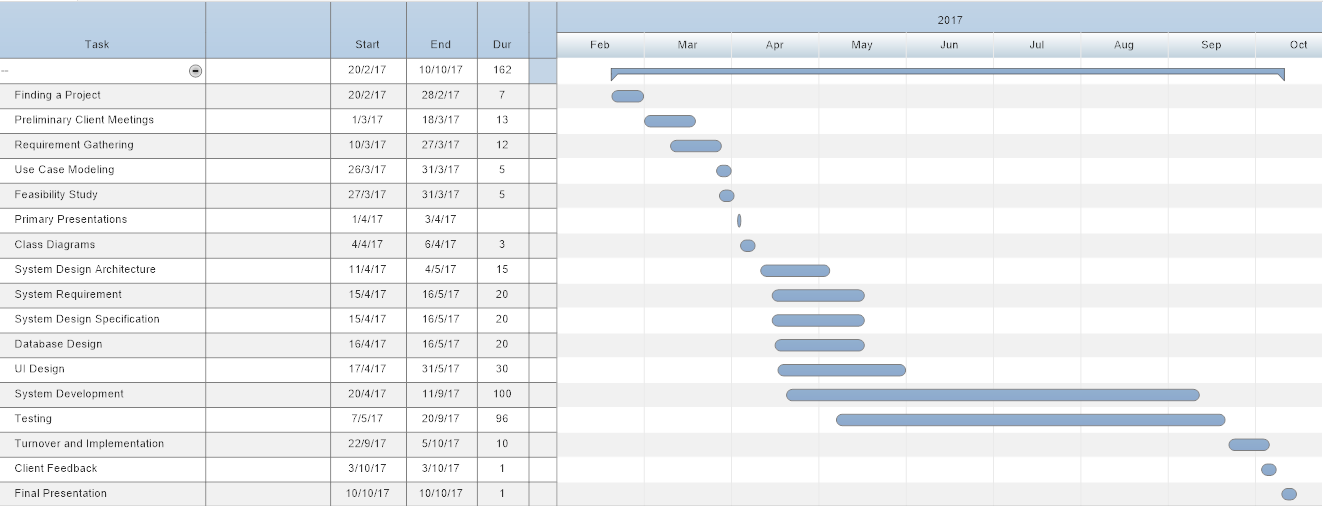 2017
Task Start End Dur Feb Mar Apr May Jun Jul Aug Sep Oct
-- 20/2/17 10/10/17 162
Finding a Project 20/2/17 28/2/17 7
Preliminary Client Meetings 1/3/17 18/3/17 13
Requirement Gathering 10/3/17 27/3/17 12
Use Case Modeling 26/3/17 31/3/17 5
Feasibility Study 27/3/17 31/3/17 5
Primary Presentations 1/4/17 3/4/17
Class Diagrams 4/4/17 6/4/17 3
System Design Architecture 11/4/17 4/5/17 15
System Requirement 15/4/17 16/5/17 20
System Design Specification 15/4/17 16/5/17 20
Database Design 16/4/17 16/5/17 20
UI Design 17/4/17 31/5/17 30
System Development 20/4/17 11/9/17 100
Testing 7/5/17 20/9/17 96
Turnover and Implementation 22/9/17 5/10/17 10
Client Feedback 3/10/17 3/10/17 1
Final Presentation 10/10/17 10/10/17 1